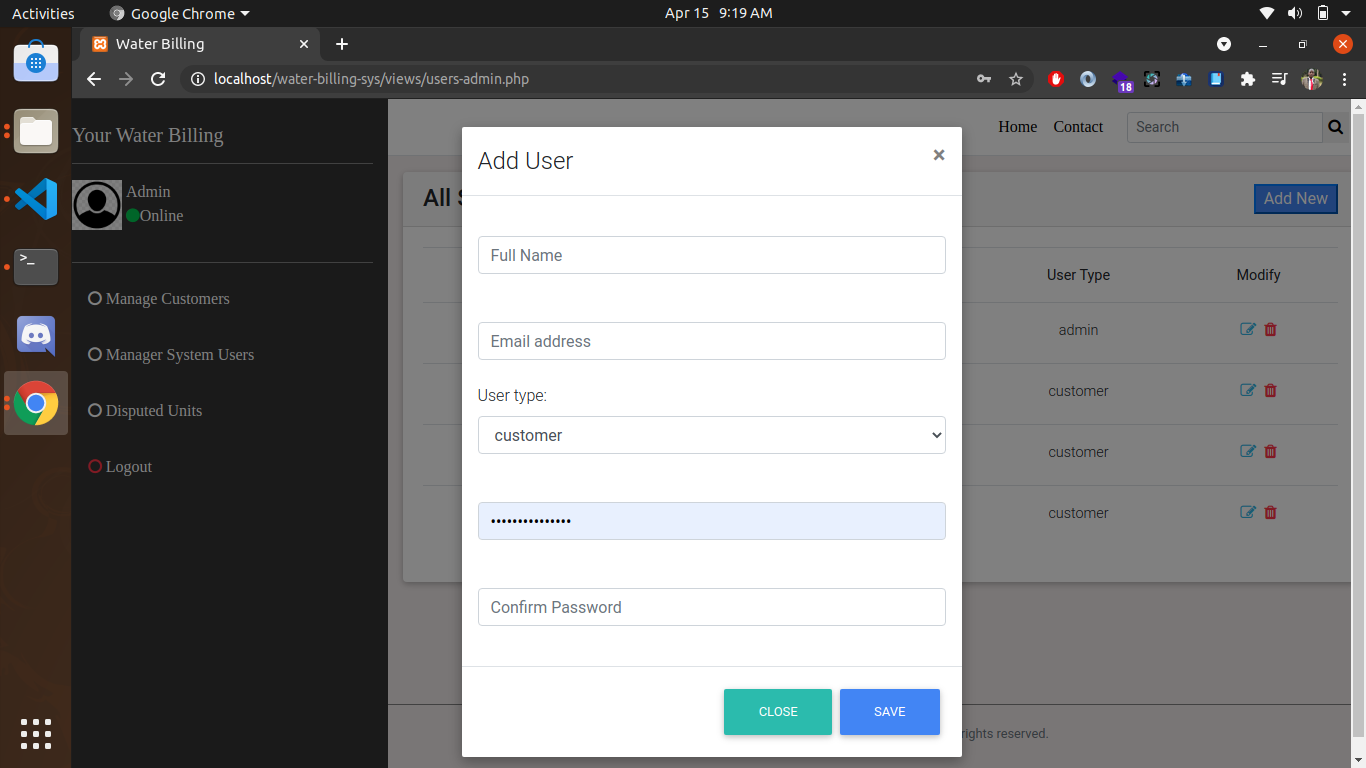 Activities
Google Chrome
Apr 15 9:19 AM
Water Billing
localhost/water-billing-sys/views/users-admin.php
18
Your Water Billing
Admin
Online
Manage Customers
Manager System Users
Disputed Units
Logout
Home
Contact
Search
All S
Add New
User Type
Modify
admin
customer
customer
customer
Add User
×
Full Name
Email address
User type:
customer
•••••••••••••••
Confirm Password
CLOSE
SAVE
rights reserved.